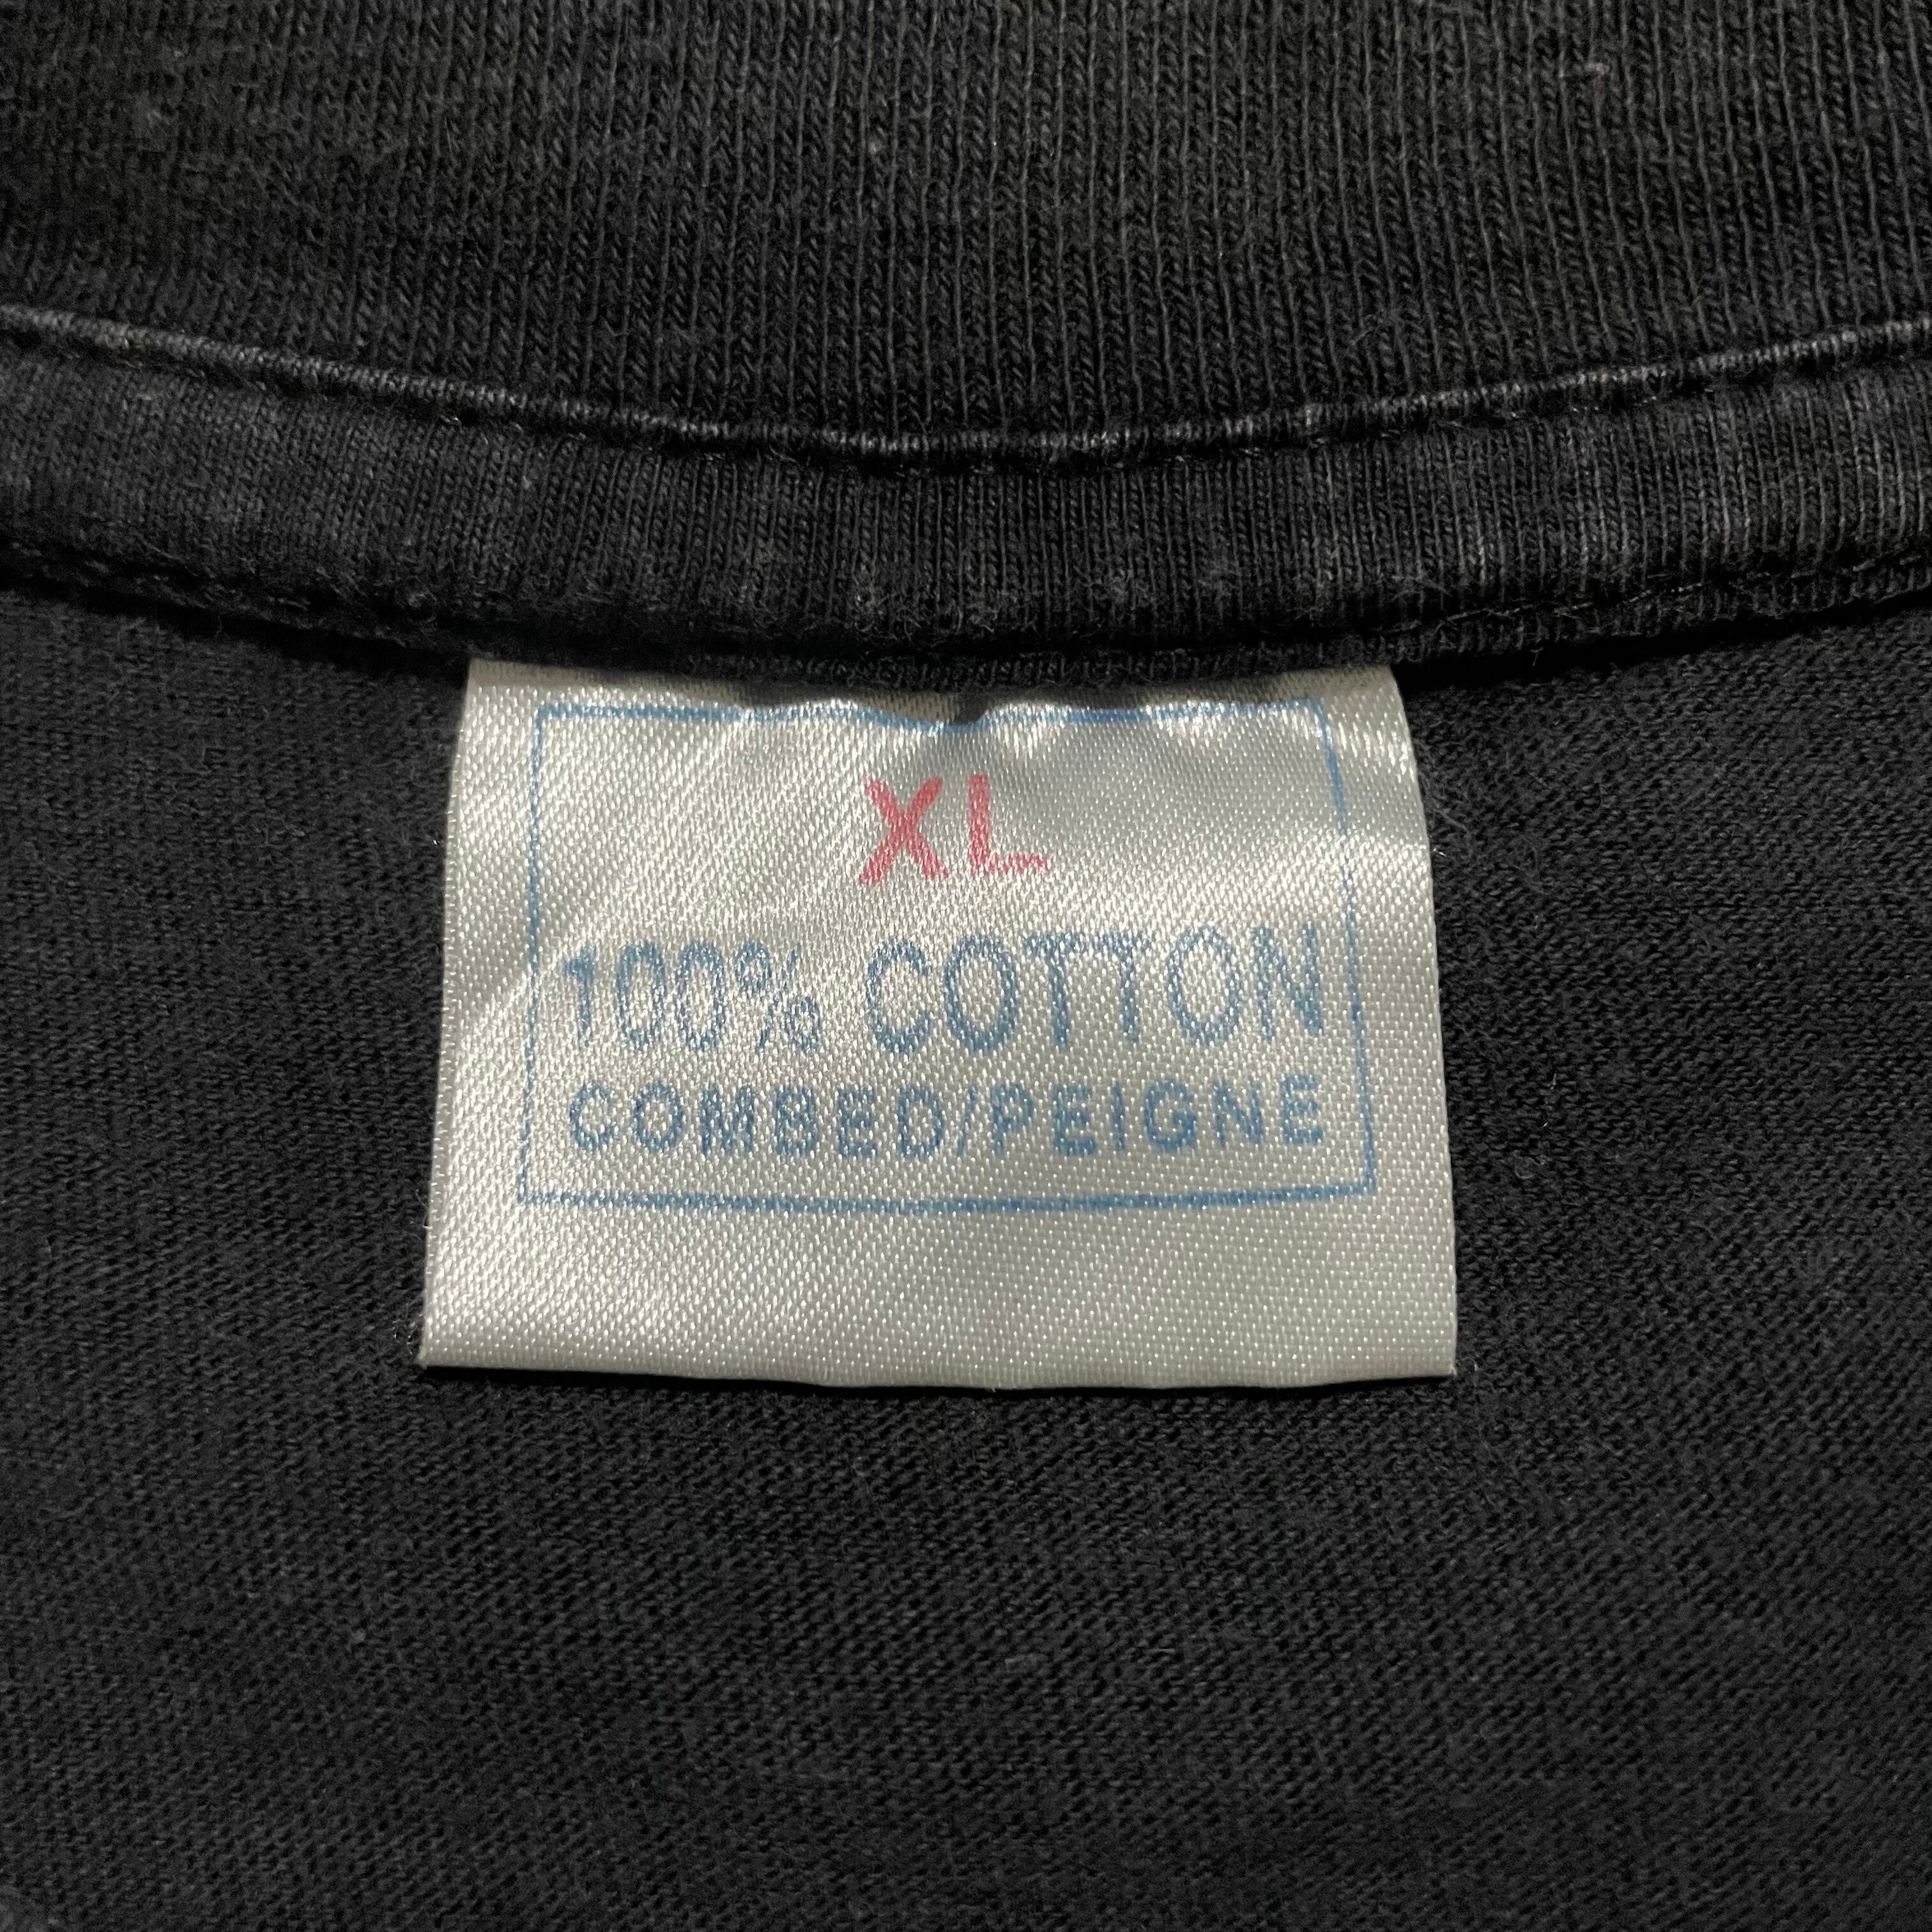 XL
100% COTTON
COMBED/PEIGNE